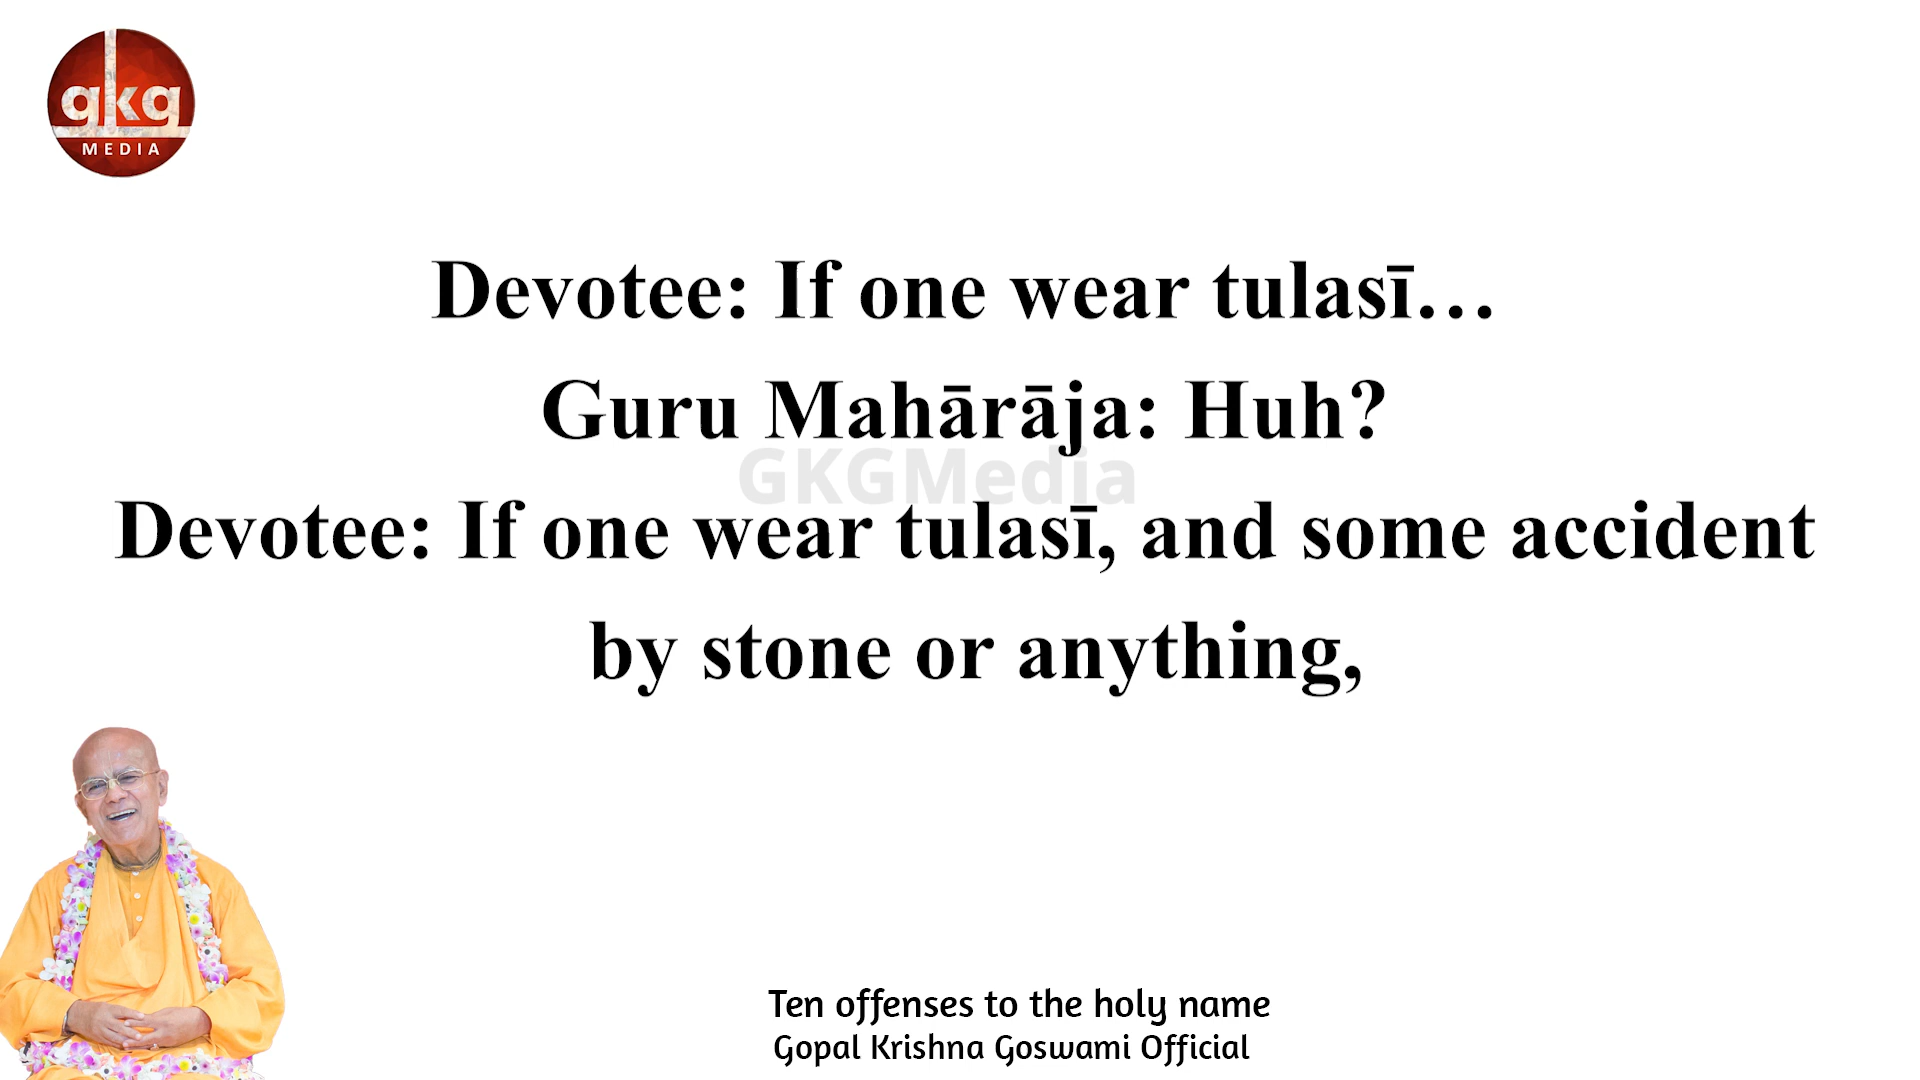 gkg
MEDIA
Devotee: If one wear tulasī…
Guru Mahārāja: Huh?
GKGMedia
Devotee: If one wear tulasī, and some accident
by stone or anything,
Ten offenses to the holy name
Gopal Krishna Goswami Official